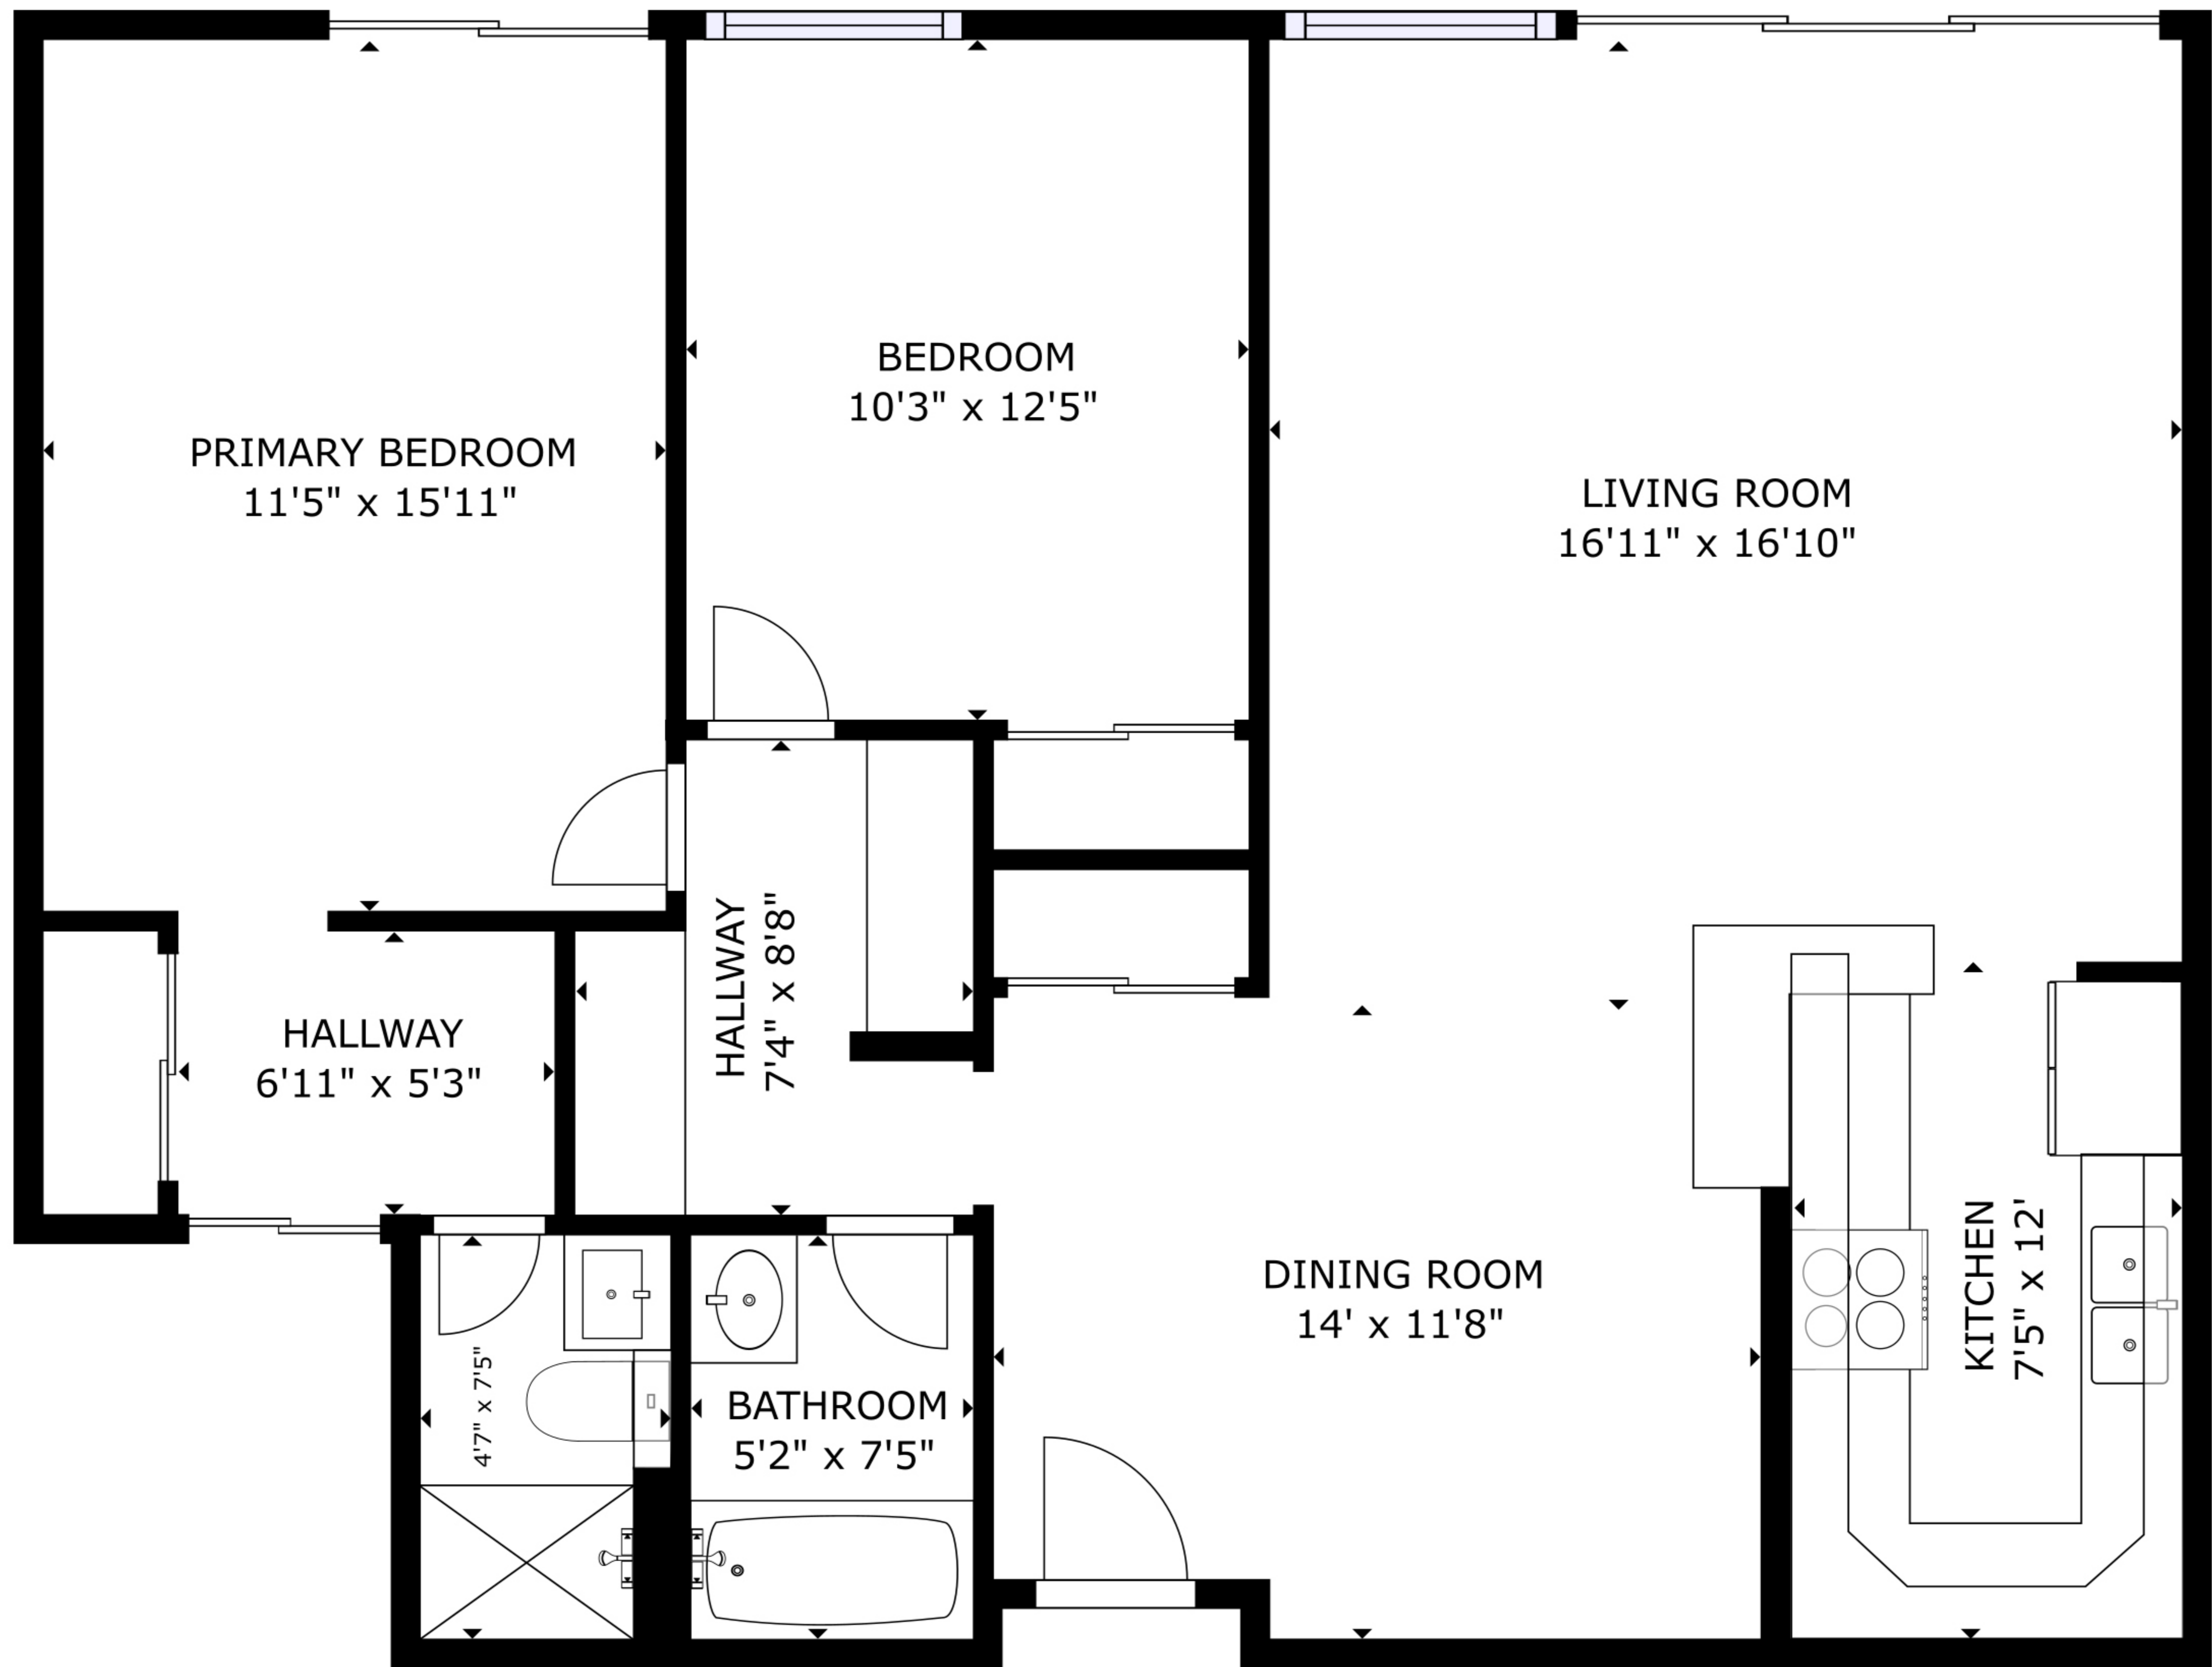 BEDROOM
10'3" x 12'5"
PRIMARY BEDROOM
11'5" x 15'11"
LIVING ROOM
16'11" x 16'10"
HALLWAY
7'4" x 8'8"
HALLWAY
6'11" x 5'3"
DINING ROOM
14' x 11'8"
KITCHEN
7'5" x 12'
4'7" x 7'5"
BATHROOM
5'2" x 7'5"